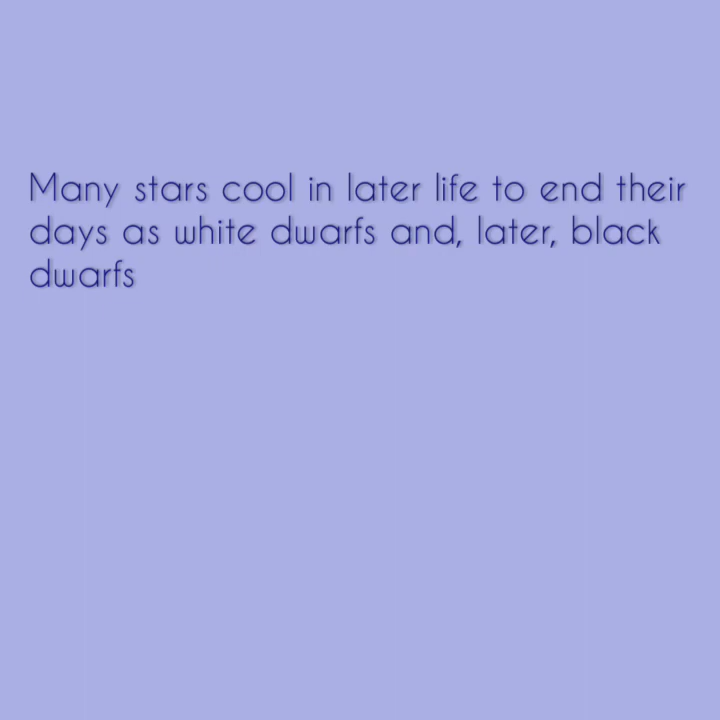 Many stars cool in later life to end their
days as white dwarfs and, later, black
dwarfs